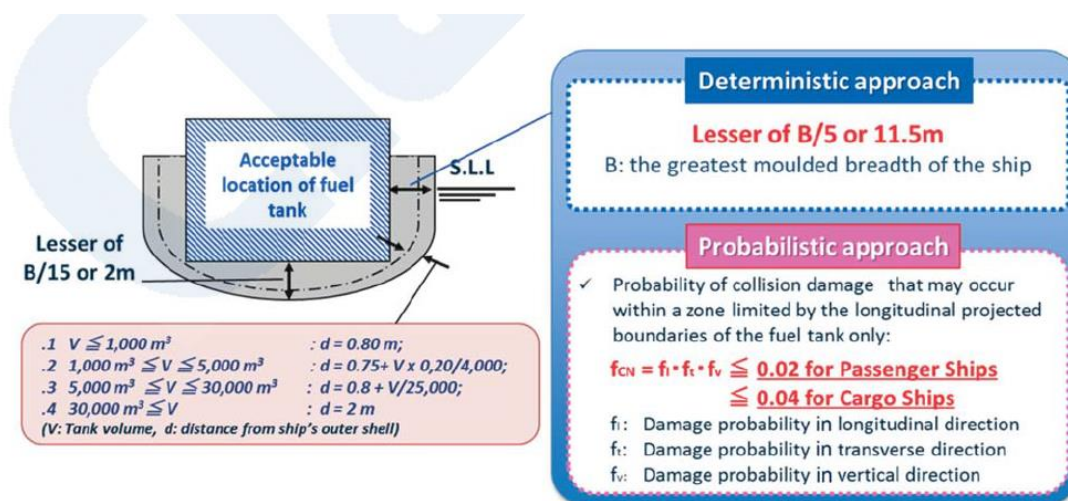 Acceptable
location of fuel
tank
S.L.L
Lesser of
B/15 or 2m
.1 V ≦ 1,000 m³ : d = 0.80 m;
.2 1,000 m³ ≦ V ≦ 5,000 m³ : d = 0.75+ V x 0,20/4,000;
.3 5,000 m³ ≦ V ≦ 30,000 m³ : d = 0.8 + V/25,000;
.4 30,000 m³ ≦ V : d = 2 m
(V: Tank volume, d: distance from ship's outer shell)
Deterministic approach
Lesser of B/5 or 11.5m
B: the greatest moulded breadth of the ship
Probabilistic approach
✓ Probability of collision damage that may occur
within a zone limited by the longitudinal projected
boundaries of the fuel tank only:
fCN = fl · ft · fv ≦ 0.02 for Passenger Ships
≦ 0.04 for Cargo Ships
fl: Damage probability in longitudinal direction
ft: Damage probability in transverse direction
fv: Damage probability in vertical direction